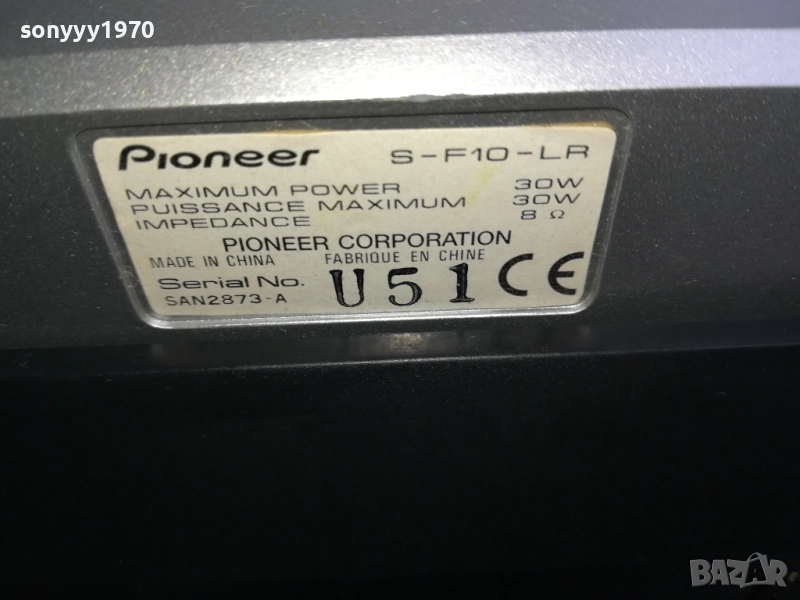 sonyyy1970
Pioneer S-F10-LR
MAXIMUM POWER 30W
PUISSANCE MAXIMUM 30W
IMPEDANCE 8 Ω
PIONEER CORPORATION
MADE IN CHINA FABRIQUE EN CHINE
Serial No. U51 CE
SAN2873-A
BAZAR